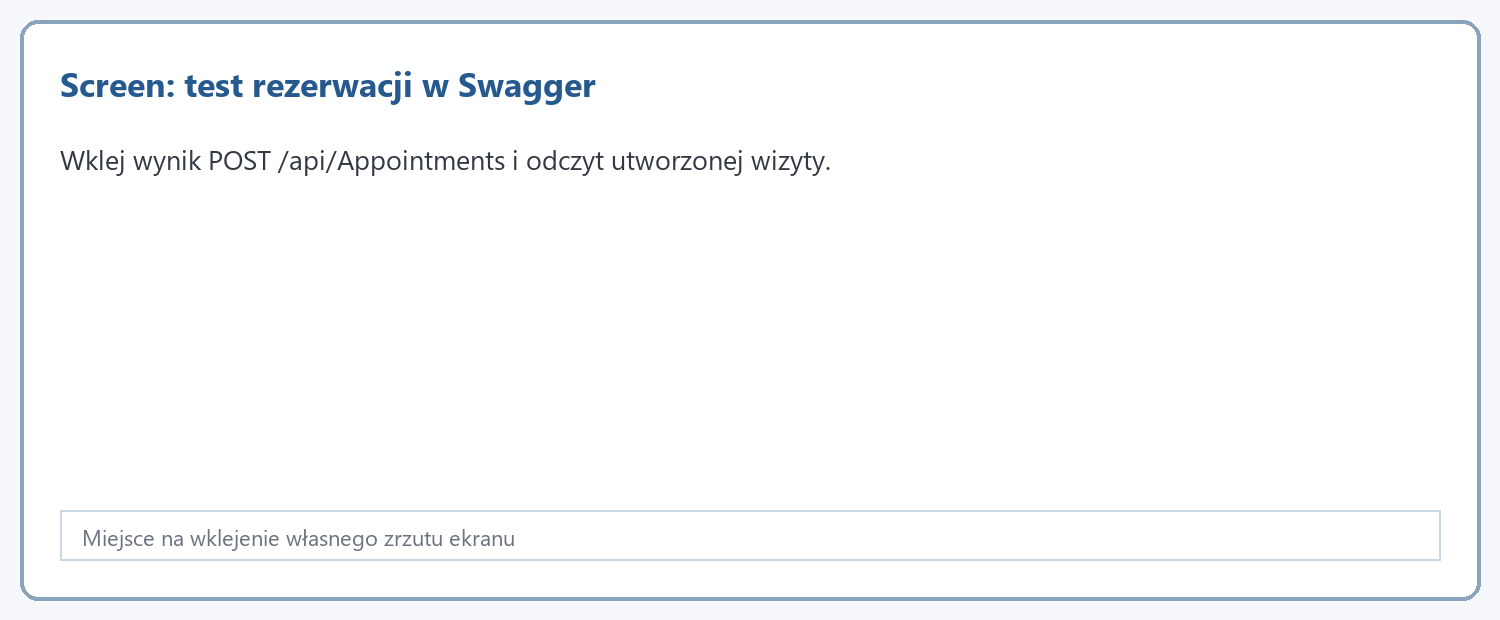 Screen: test rezerwacji w Swagger
Wklej wynik POST /api/Appointments i odczyt utworzonej wizyty.
Miejsce na wklejenie własnego zrzutu ekranu